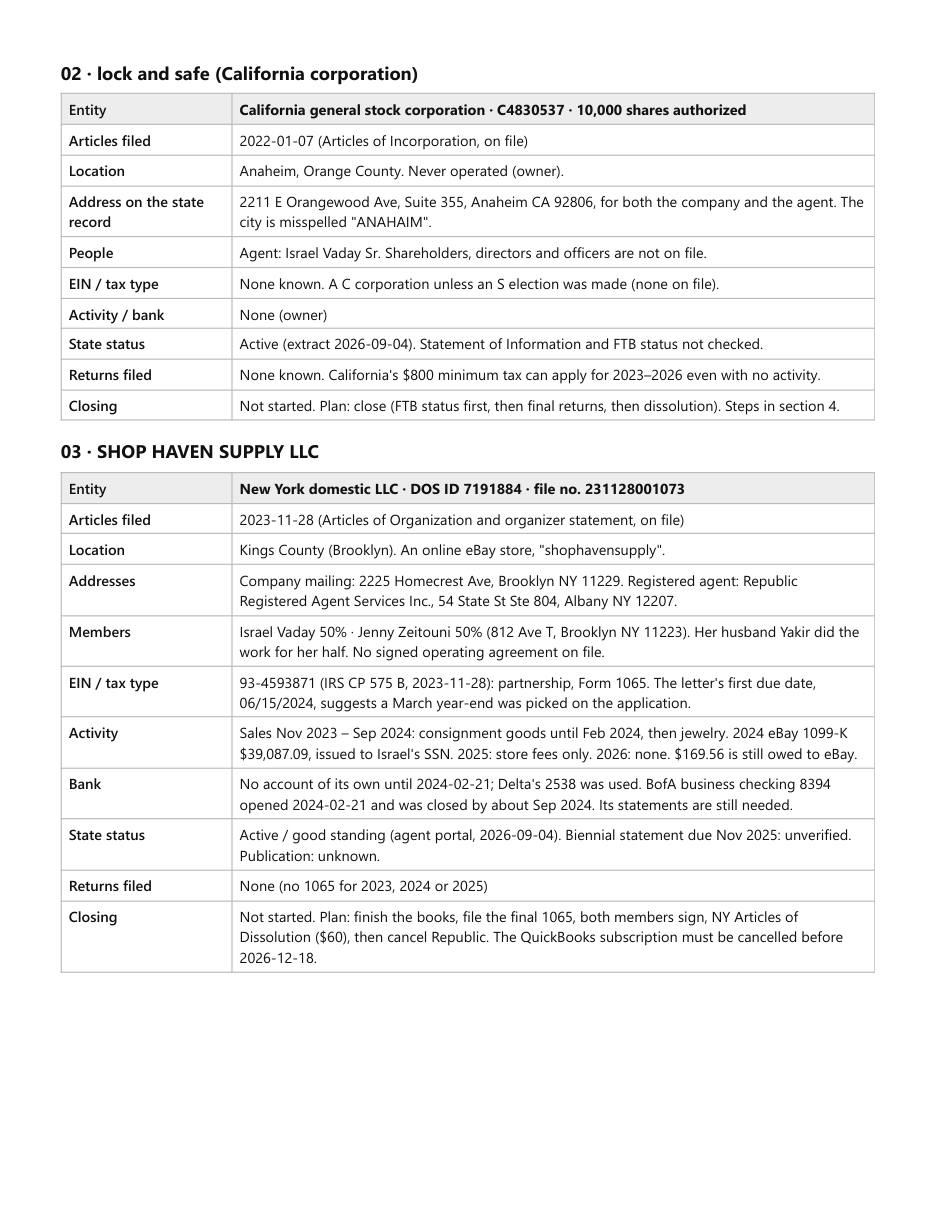 02 · lock and safe (California corporation)
Entity
California general stock corporation · C4830537 · 10,000 shares authorized
Articles filed
2022-01-07 (Articles of Incorporation, on file)
Location
Anaheim, Orange County. Never operated (owner).
Address on the state
record
2211 E Orangewood Ave, Suite 355, Anaheim CA 92806, for both the company and the agent. The
city is misspelled "ANAHAIM".
People
Agent: Israel Vaday Sr. Shareholders, directors and officers are not on file.
EIN / tax type
None known. A C corporation unless an S election was made (none on file).
Activity / bank
None (owner)
State status
Active (extract 2026-09-04). Statement of Information and FTB status not checked.
Returns filed
None known. California's $800 minimum tax can apply for 2023–2026 even with no activity.
Closing
Not started. Plan: close (FTB status first, then final returns, then dissolution). Steps in section 4.
03 · SHOP HAVEN SUPPLY LLC
Entity
New York domestic LLC · DOS ID 7191884 · file no. 231128001073
Articles filed
2023-11-28 (Articles of Organization and organizer statement, on file)
Location
Kings County (Brooklyn). An online eBay store, "shophavensupply".
Addresses
Company mailing: 2225 Homecrest Ave, Brooklyn NY 11229. Registered agent: Republic
Registered Agent Services Inc., 54 State St Ste 804, Albany NY 12207.
Members
Israel Vaday 50% · Jenny Zeitouni 50% (812 Ave T, Brooklyn NY 11223). Her husband Yakir did the
work for her half. No signed operating agreement on file.
EIN / tax type
93-4593871 (IRS CP 575 B, 2023-11-28): partnership, Form 1065. The letter's first due date,
06/15/2024, suggests a March year-end was picked on the application.
Activity
Sales Nov 2023 – Sep 2024: consignment goods until Feb 2024, then jewelry. 2024 eBay 1099-K
$39,087.09, issued to Israel's SSN. 2025: store fees only. 2026: none. $169.56 is still owed to eBay.
Bank
No account of its own until 2024-02-21; Delta's 2538 was used. BofA business checking 8394
opened 2024-02-21 and was closed by about Sep 2024. Its statements are still needed.
State status
Active / good standing (agent portal, 2026-09-04). Biennial statement due Nov 2025: unverified.
Publication: unknown.
Returns filed
None (no 1065 for 2023, 2024 or 2025)
Closing
Not started. Plan: finish the books, file the final 1065, both members sign, NY Articles of
Dissolution ($60), then cancel Republic. The QuickBooks subscription must be cancelled before
2026-12-18.